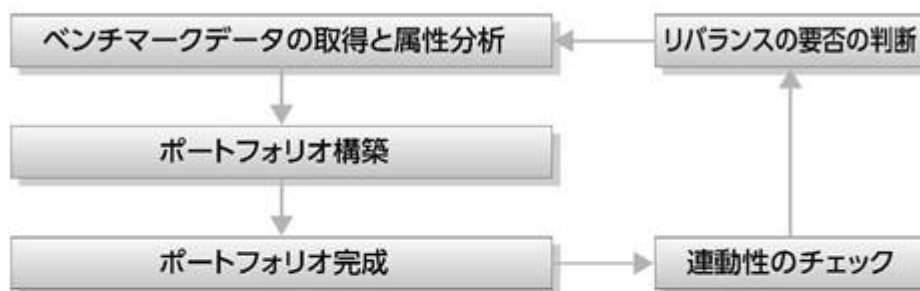 ベンチマークデータの取得と属性分析
リバランスの要否の判断
ポートフォリオ構築
ポートフォリオ完成
連動性のチェック